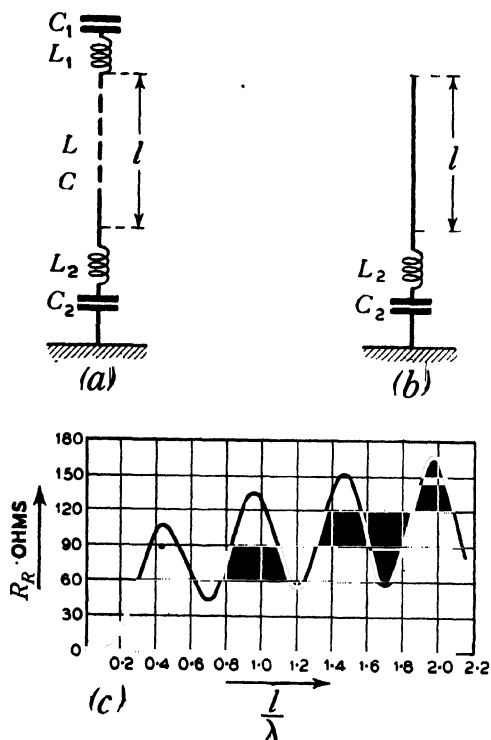 C₁
L₁
L
C
l
L₂
C₂
(a)
l
L₂
C₂
(b)
180
150
120
90
60
30
0
R_R · OHMS
0·2 0·4 0·6 0·8 1·0 1·2 1·4 1·6 1·8 2·0 2·2
(c)
l
λ